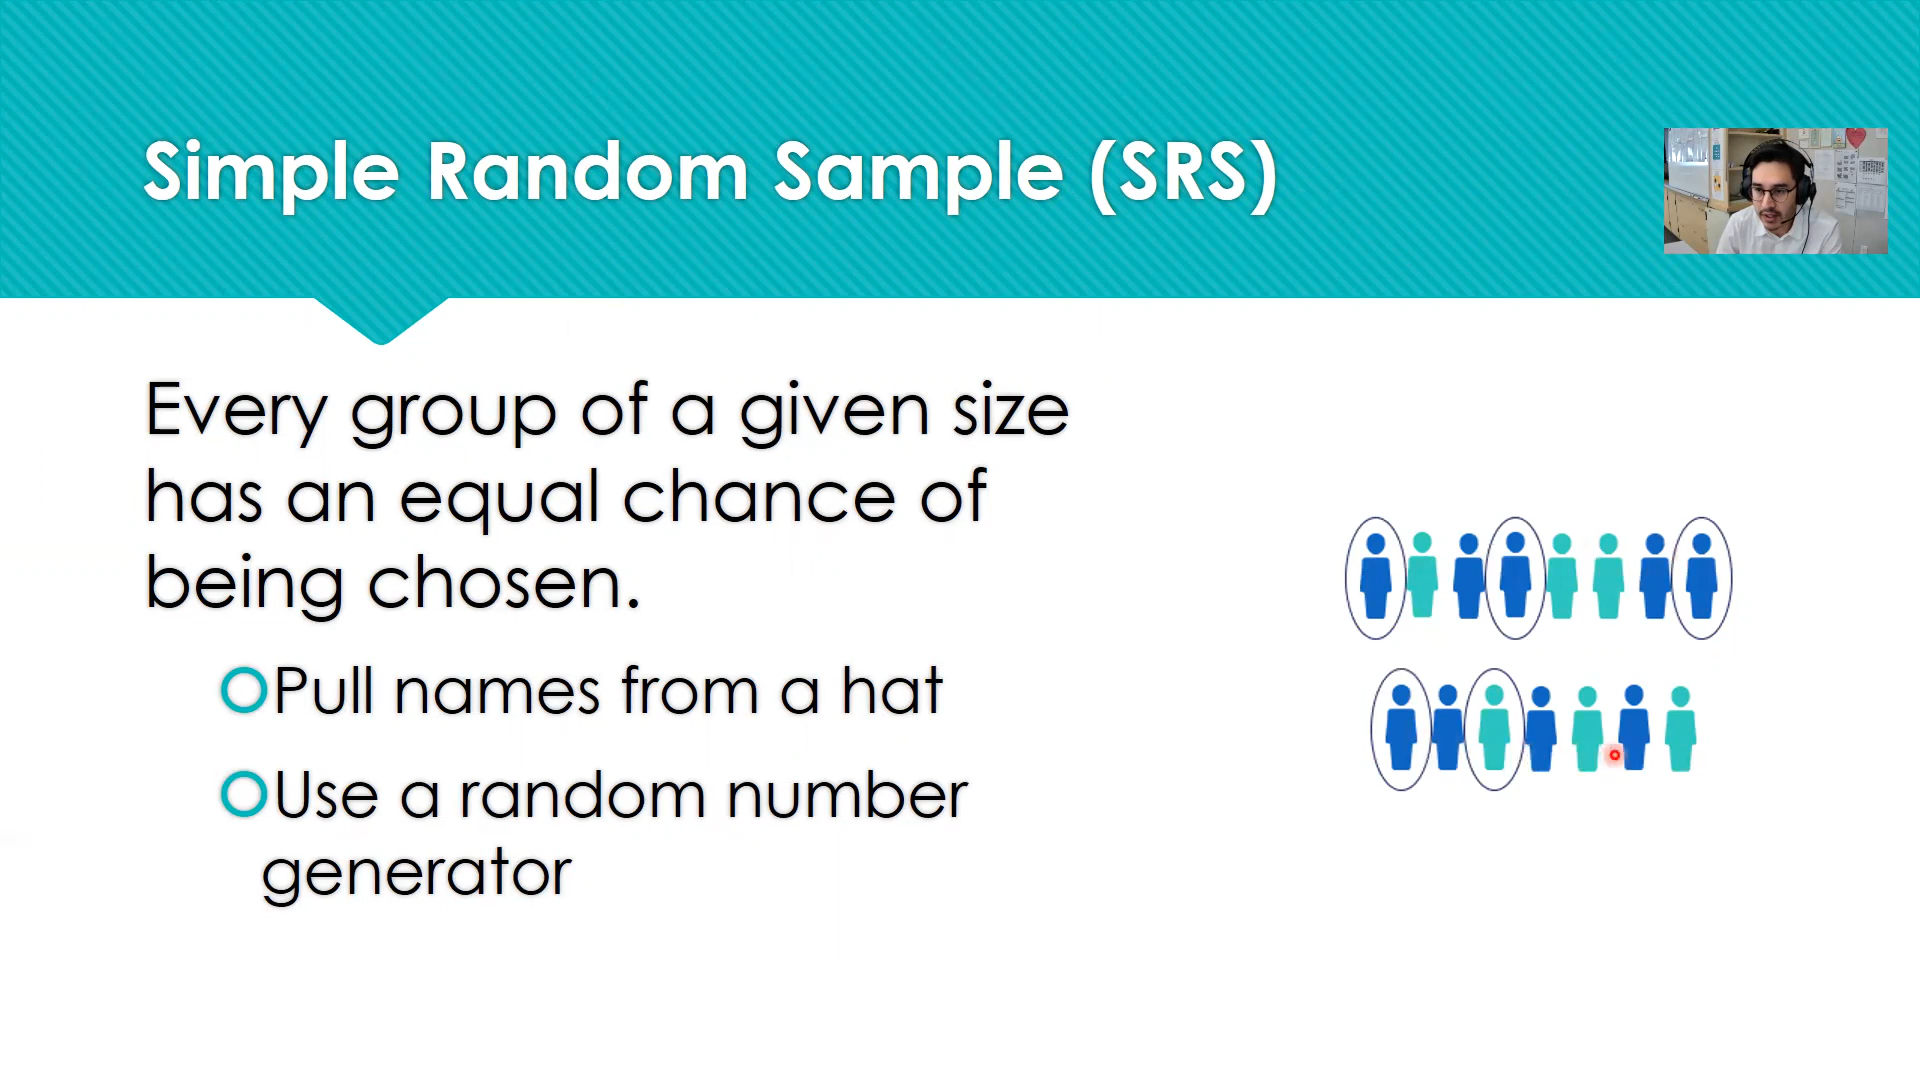 Simple Random Sample (SRS)
Every group of a given size
has an equal chance of
being chosen.
Pull names from a hat
Use a random number
generator